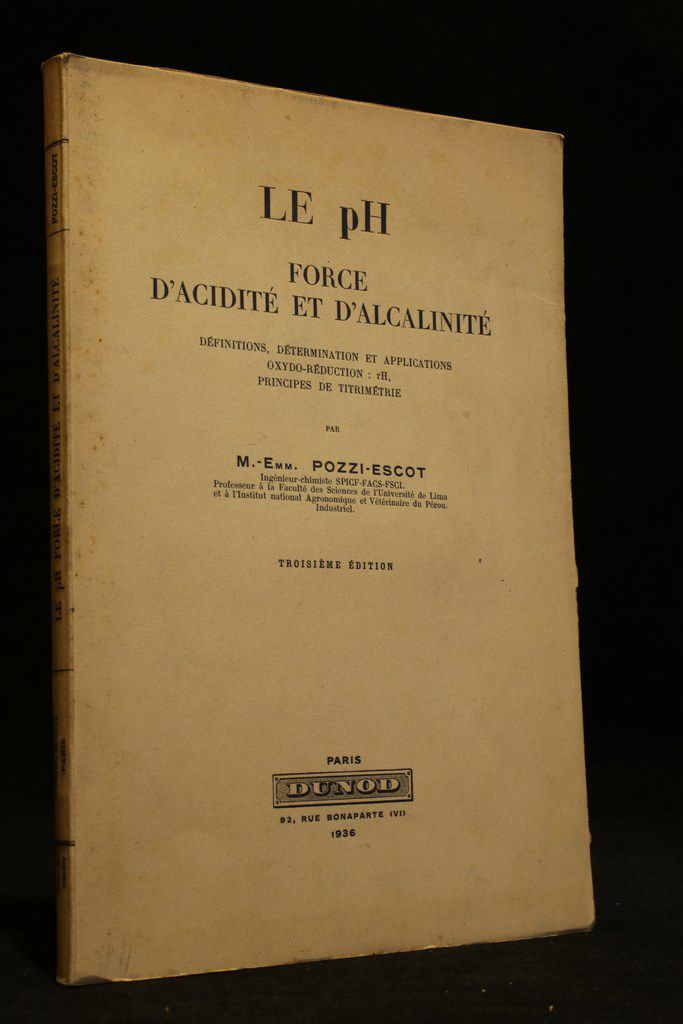 LE pH
FORCE
D'ACIDITÉ ET D'ALCALINITÉ
DÉFINITIONS, DÉTERMINATION ET APPLICATIONS
OXYDO-RÉDUCTION : rH,
PRINCIPES DE TITRIMÉTRIE
PAR
M.-EMM. POZZI-ESCOT
Ingénieur-chimiste SPICF-FACS-FSCI.
Professeur à la Faculté des Sciences de l'Université de Lima
et à l'Institut national Agronomique et Vétérinaire du Pérou.
Industriel.
TROISIÈME ÉDITION
PARIS
DUNOD
92, RUE BONAPARTE (VI)
1936
POZZI-ESCOT
LE pH FORCE D'ACIDITÉ ET D'ALCALINITÉ
PARIS